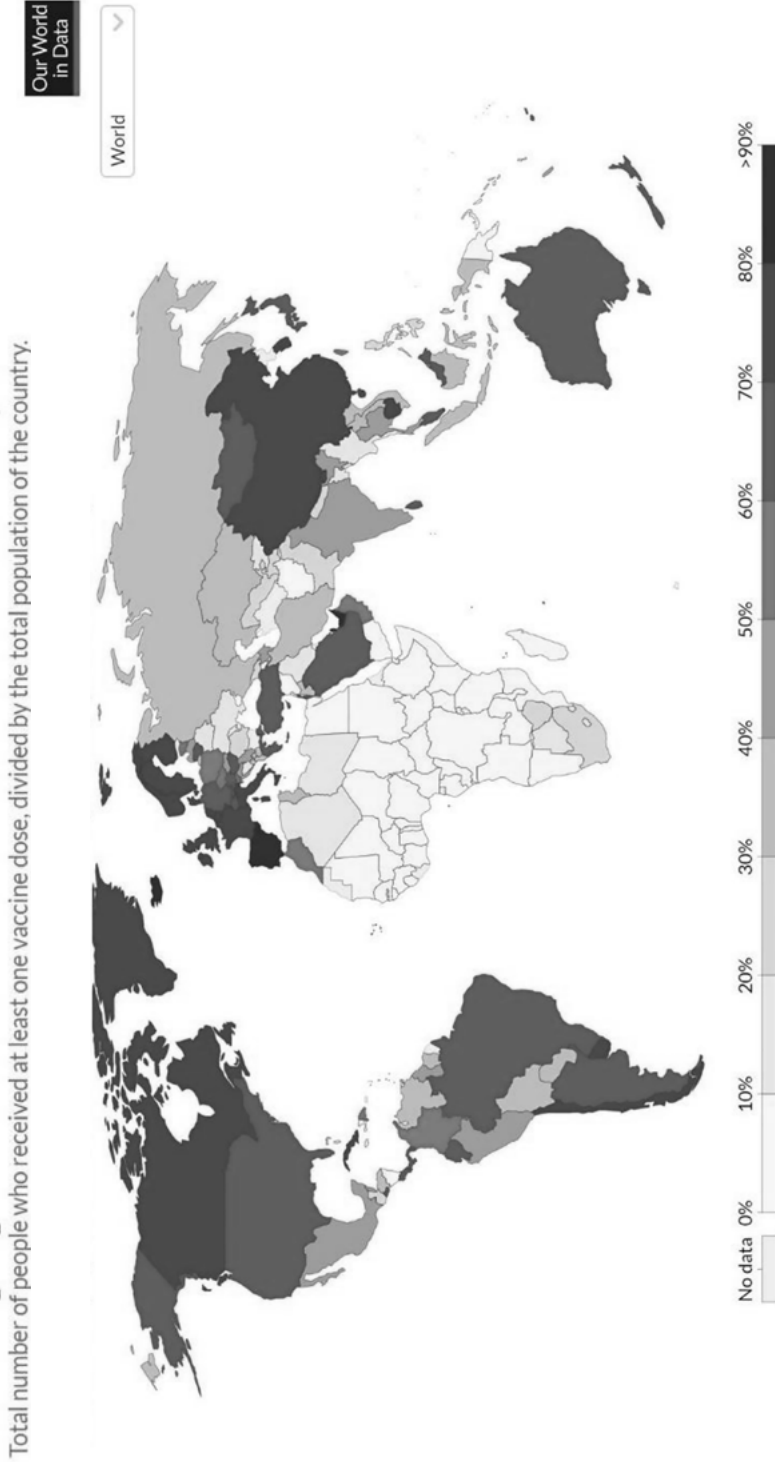 Total number of people who received at least one vaccine dose, divided by the total population of the country.
Our World
in Data
World
No data
0%
10%
20%
30%
40%
50%
60%
70%
80%
>90%